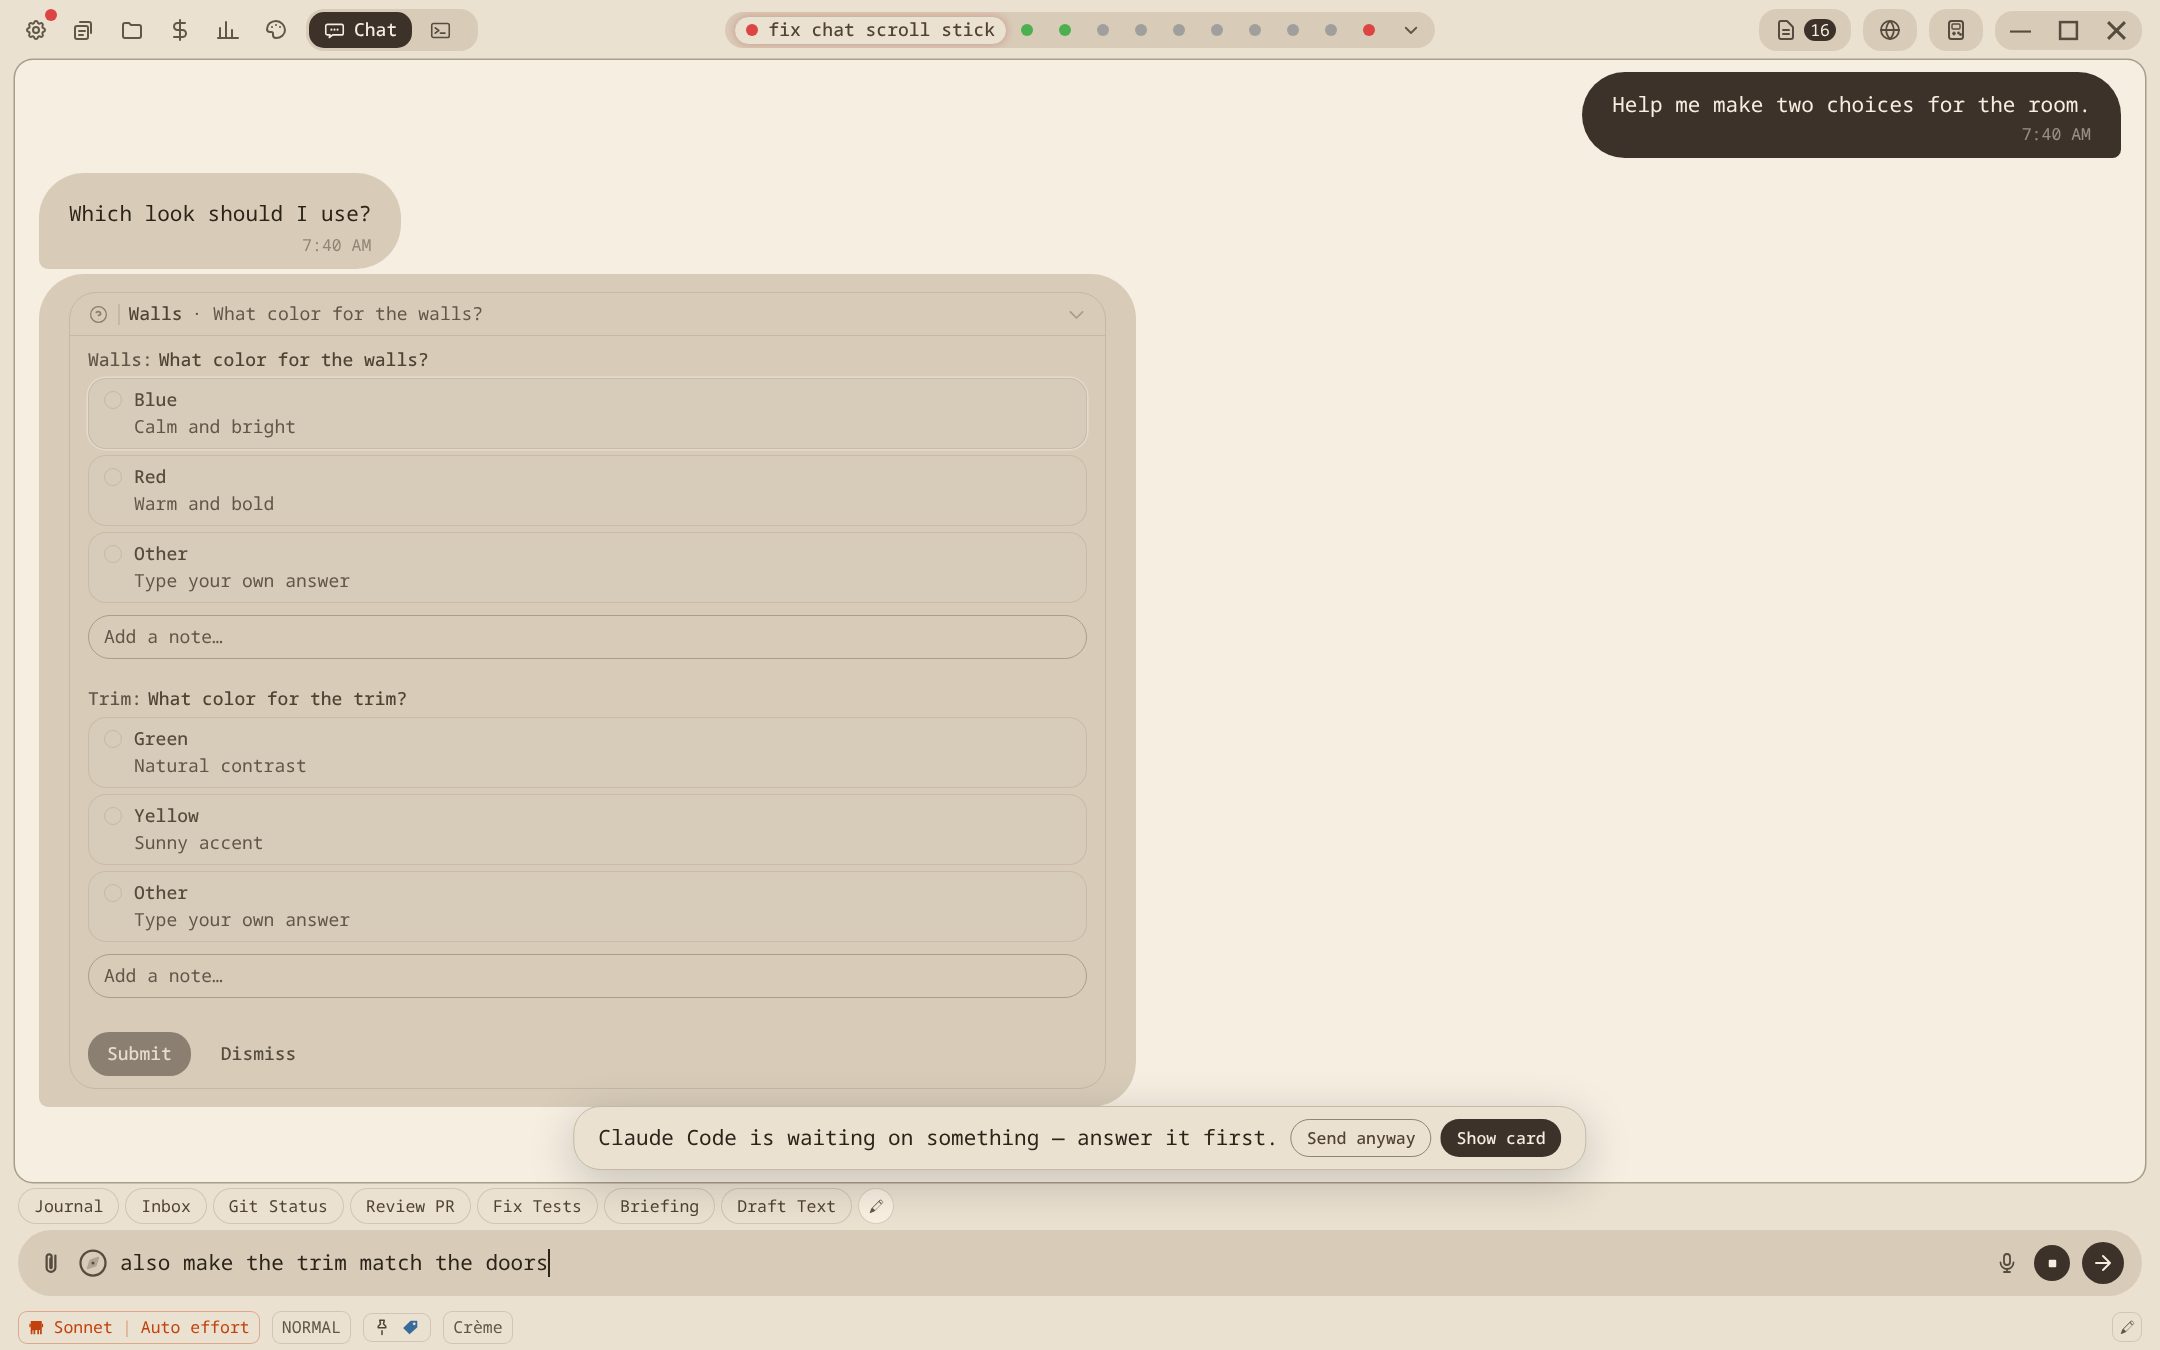 Chat
fix chat scroll stick
16
Help me make two choices for the room.
7:40 AM
Which look should I use?
7:40 AM
Walls · What color for the walls?
Walls: What color for the walls?
Blue
Calm and bright
Red
Warm and bold
Other
Type your own answer
Add a note…
Trim: What color for the trim?
Green
Natural contrast
Yellow
Sunny accent
Other
Type your own answer
Add a note…
Submit Dismiss
Claude Code is waiting on something — answer it first. Send anyway Show card
Journal Inbox Git Status Review PR Fix Tests Briefing Draft Text
also make the trim match the doors
Sonnet | Auto effort NORMAL Crème